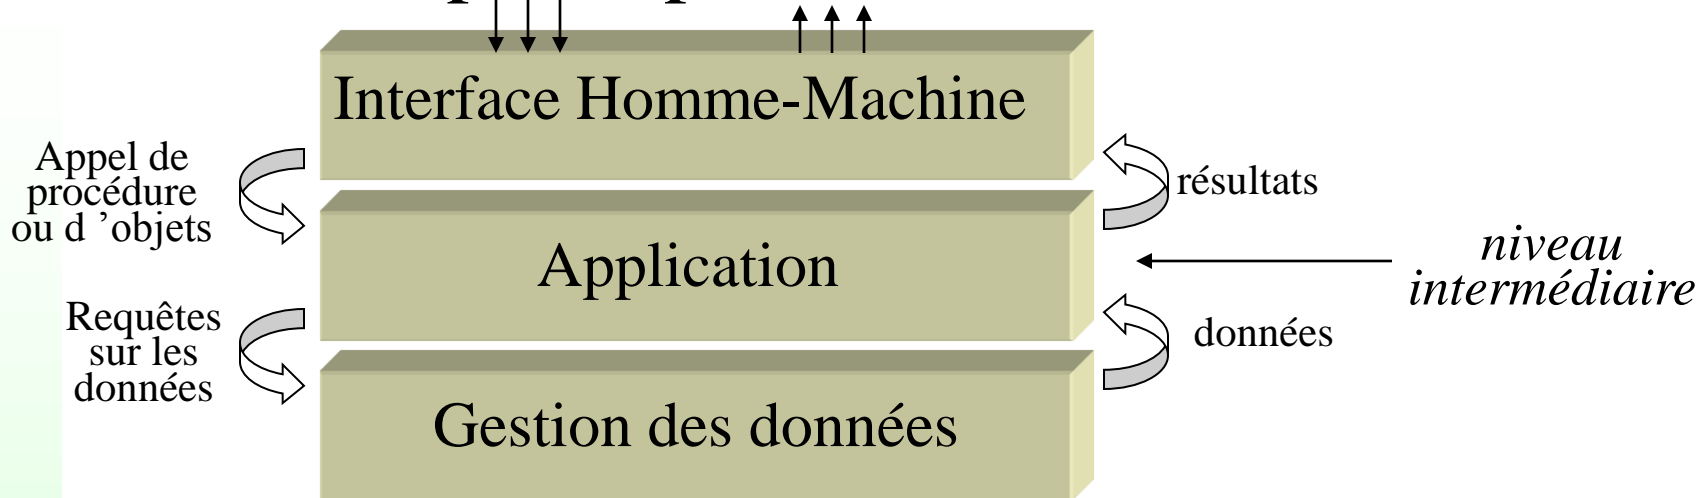 Interface Homme-Machine
Appel de
procédure
ou d ’objets
résultats
Application
niveau
intermédiaire
Requêtes
sur les
données
données
Gestion des données